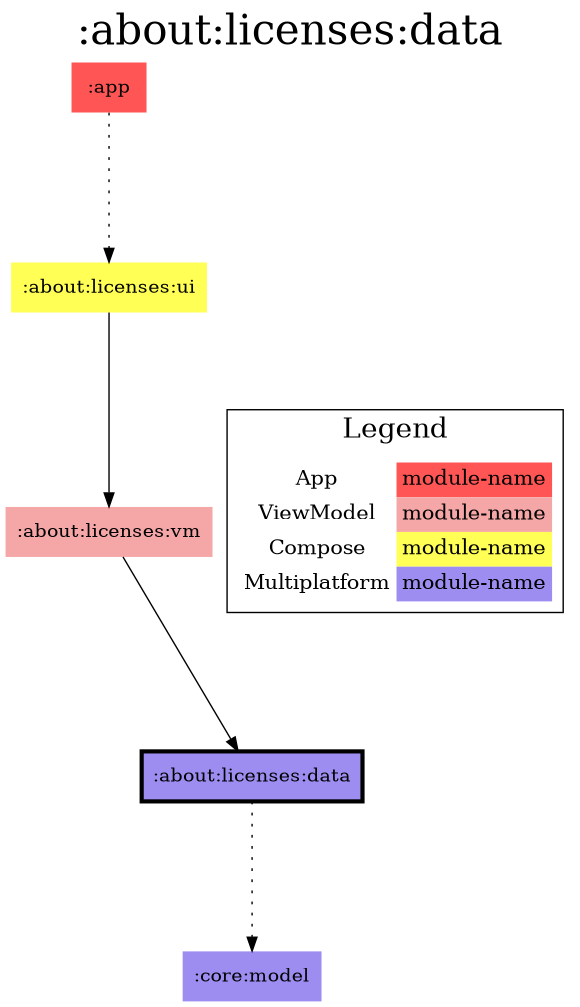 :about:licenses:data
:app
:about:licenses:ui
Legend
App module-name
ViewModel module-name
Compose module-name
Multiplatform module-name
:about:licenses:vm
:about:licenses:data
:core:model